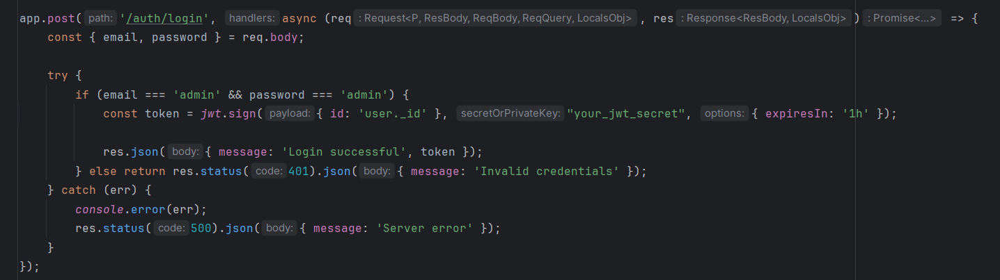 app.post( path: '/auth/login', handlers: async (req : Request<P, ResBody, ReqBody, ReqQuery, LocalsObj> , res : Response<ResBody, LocalsObj> ) : Promise<...> => {
    const { email, password } = req.body;

    try {
        if (email === 'admin' && password === 'admin') {
            const token = jwt.sign( payload: { id: 'user._id' }, secretOrPrivateKey: "your_jwt_secret", options: { expiresIn: '1h' });

            res.json( body: { message: 'Login successful', token });
        } else return res.status( code: 401).json( body: { message: 'Invalid credentials' });
    } catch (err) {
        console.error(err);
        res.status( code: 500).json( body: { message: 'Server error' });
    }
});